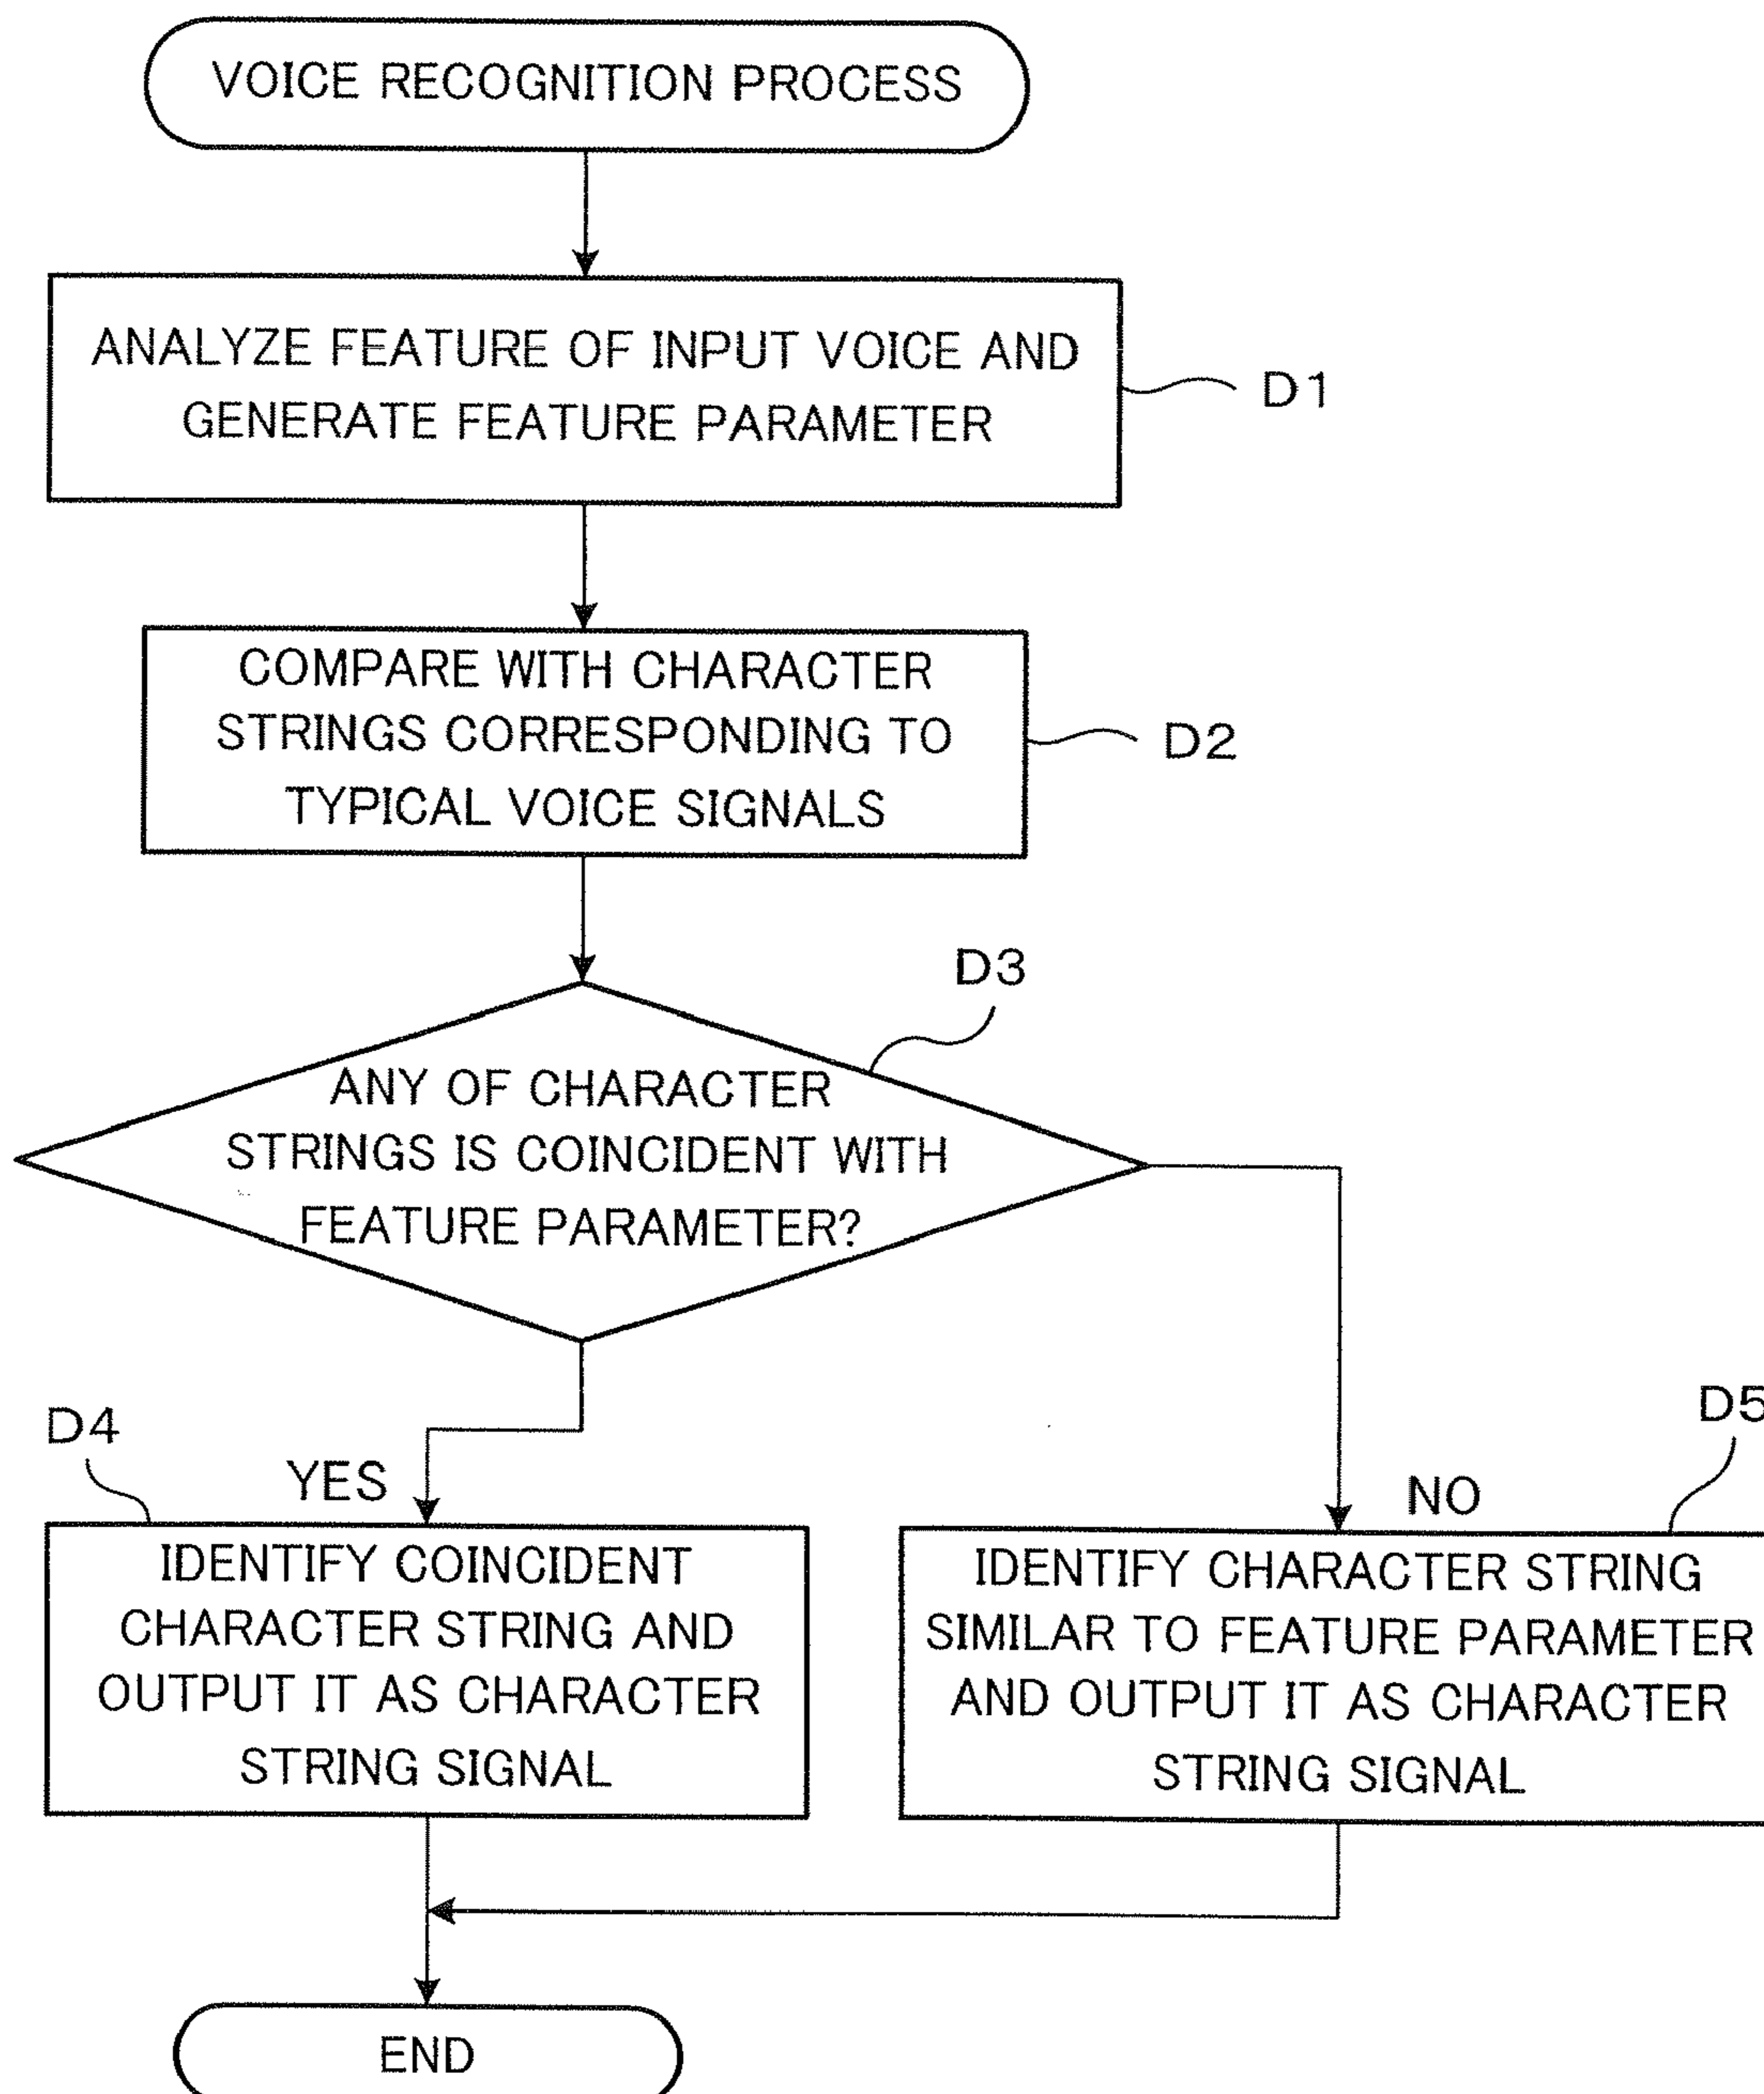 VOICE RECOGNITION PROCESS
ANALYZE FEATURE OF INPUT VOICE AND
GENERATE FEATURE PARAMETER
D1
COMPARE WITH CHARACTER
STRINGS CORRESPONDING TO
TYPICAL VOICE SIGNALS
D2
D3
ANY OF CHARACTER
STRINGS IS COINCIDENT WITH
FEATURE PARAMETER?
D4
YES
IDENTIFY COINCIDENT
CHARACTER STRING AND
OUTPUT IT AS CHARACTER
STRING SIGNAL
D5
NO
IDENTIFY CHARACTER STRING
SIMILAR TO FEATURE PARAMETER
AND OUTPUT IT AS CHARACTER
STRING SIGNAL
END